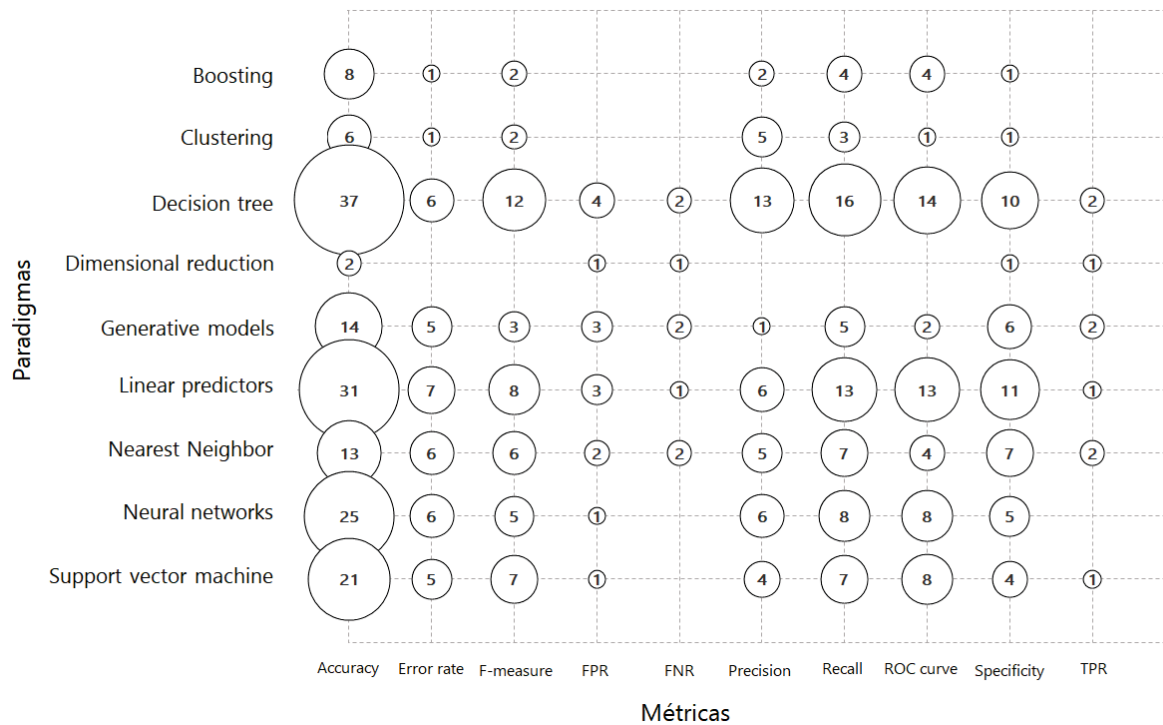 Paradigmas
Boosting 8 1 2 2 4 4 1
Clustering 6 1 2 5 3 1 1
Decision tree 37 6 12 4 2 13 16 14 10 2
Dimensional reduction 2 1 1 1 1
Generative models 14 5 3 3 2 1 5 2 6 2
Linear predictors 31 7 8 3 1 6 13 13 11 1
Nearest Neighbor 13 6 6 2 2 5 7 4 7 2
Neural networks 25 6 5 1 6 8 8 5
Support vector machine 21 5 7 1 4 7 8 4 1
Accuracy Error rate F-measure FPR FNR Precision Recall ROC curve Specificity TPR
Métricas